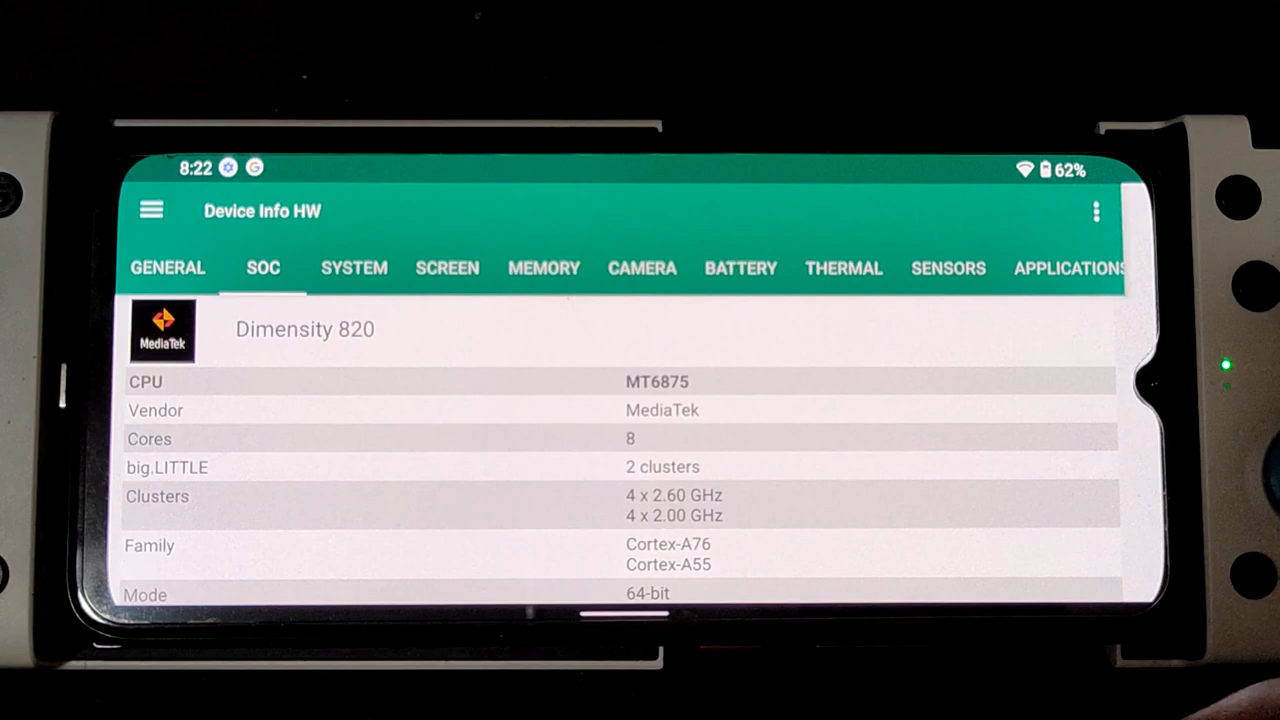 8:22 G 62%
Device Info HW
GENERAL SOC SYSTEM SCREEN MEMORY CAMERA BATTERY THERMAL SENSORS APPLICATIONS
MediaTek Dimensity 820
CPU MT6875
Vendor MediaTek
Cores 8
big.LITTLE 2 clusters
Clusters 4 x 2.60 GHz
4 x 2.00 GHz
Family Cortex-A76
Cortex-A55
Mode 64-bit